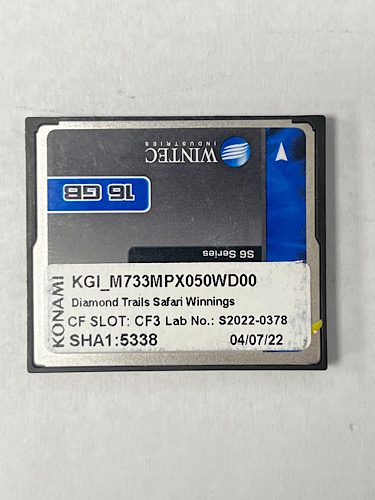 WINTEC
INDUSTRIES
16 GB
S6 Series
KONAMI
KGI_M733MPX050WD00
Diamond Trails Safari Winnings
CF SLOT: CF3 Lab No.: S2022-0378
SHA1:5338 04/07/22